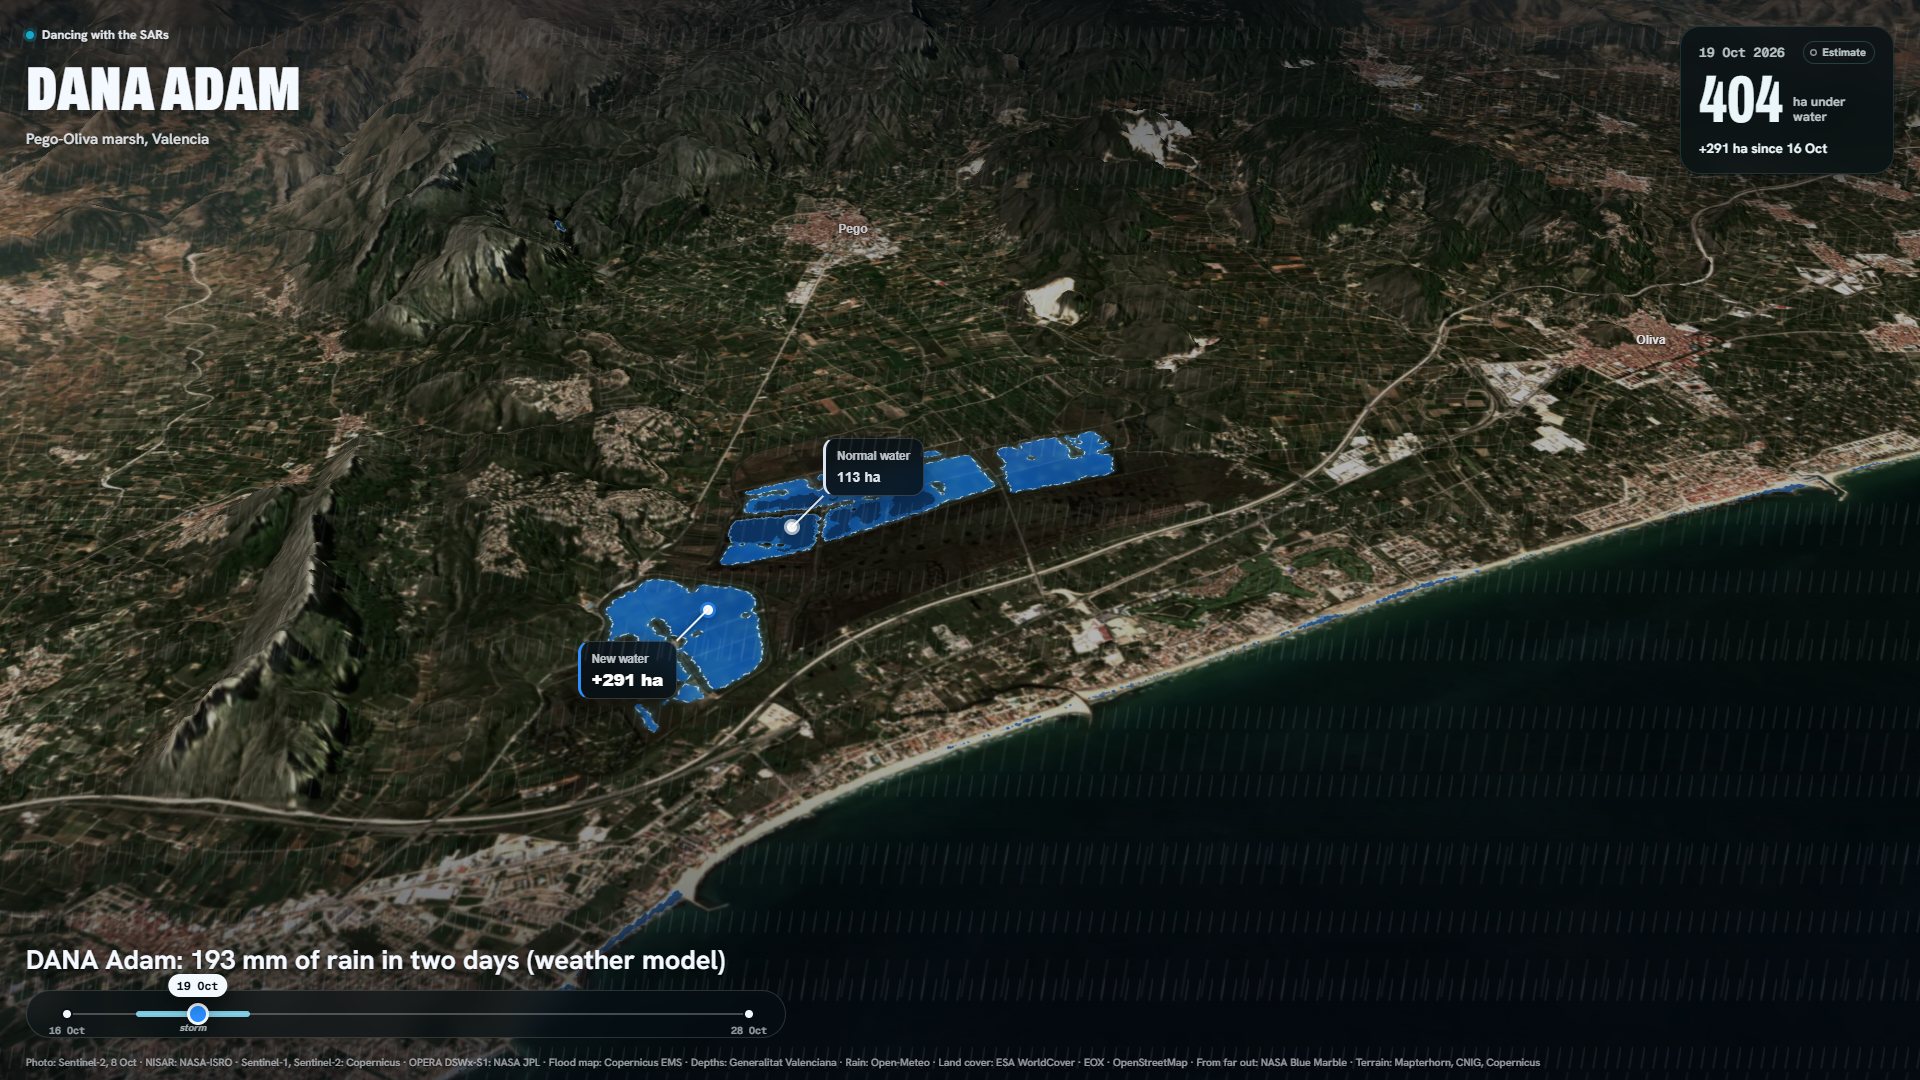 Dancing with the SARs
DANA ADAM
Pego-Oliva marsh, Valencia
19 Oct 2026
Estimate
404
ha under
water
+291 ha since 16 Oct
Pego
Oliva
Normal water
113 ha
New water
+291 ha
DANA Adam: 193 mm of rain in two days (weather model)
19 Oct
storm
16 Oct
28 Oct
Photo: Sentinel-2, 8 Oct · NISAR: NASA-ISRO · Sentinel-1, Sentinel-2: Copernicus · OPERA DSWx-S1: NASA JPL · Flood map: Copernicus EMS · Depths: Generalitat Valenciana · Rain: Open-Meteo · Land cover: ESA WorldCover · EOX · OpenStreetMap · From far out: NASA Blue Marble · Terrain: Mapterhorn, CNIG, Copernicus